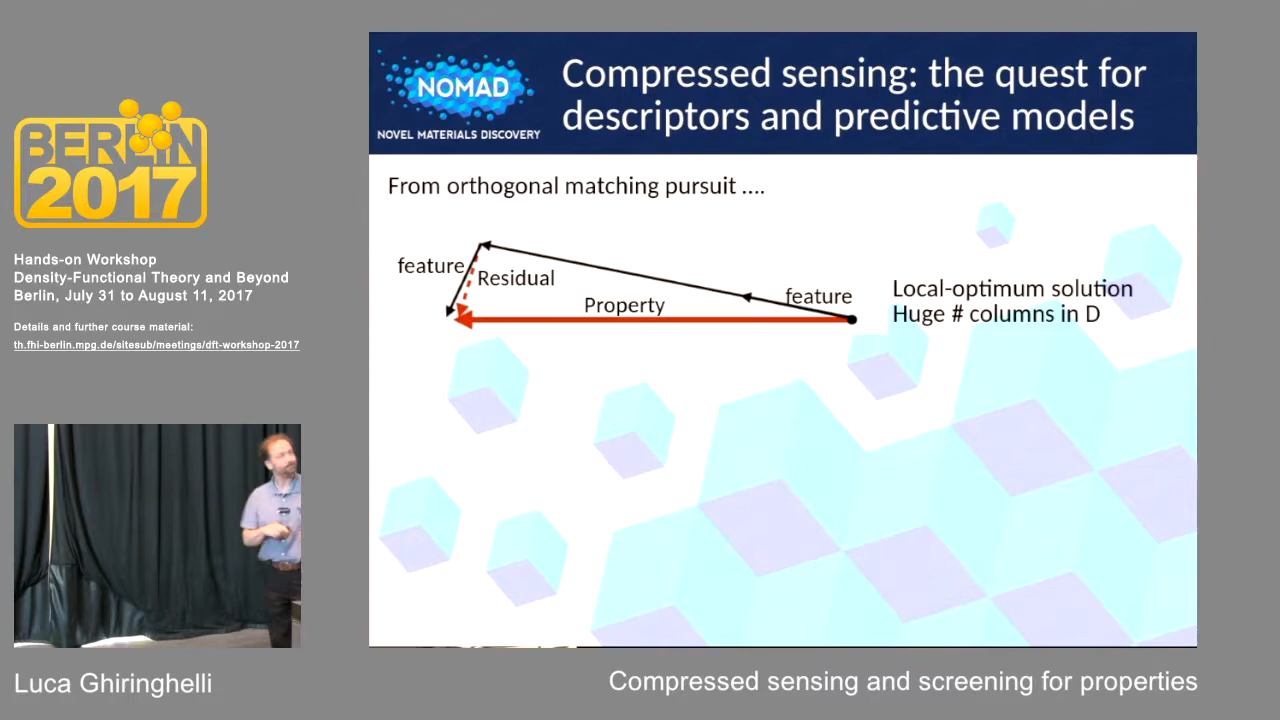 BERLIN
2017
Hands-on Workshop
Density-Functional Theory and Beyond
Berlin, July 31 to August 11, 2017
Details and further course material:
th.fhi-berlin.mpg.de/sitesub/meetings/dft-workshop-2017
NOMAD
NOVEL MATERIALS DISCOVERY
Compressed sensing: the quest for
descriptors and predictive models
From orthogonal matching pursuit ....
feature
Residual
Property
feature
Local-optimum solution
Huge # columns in D
Luca Ghiringhelli
Compressed sensing and screening for properties